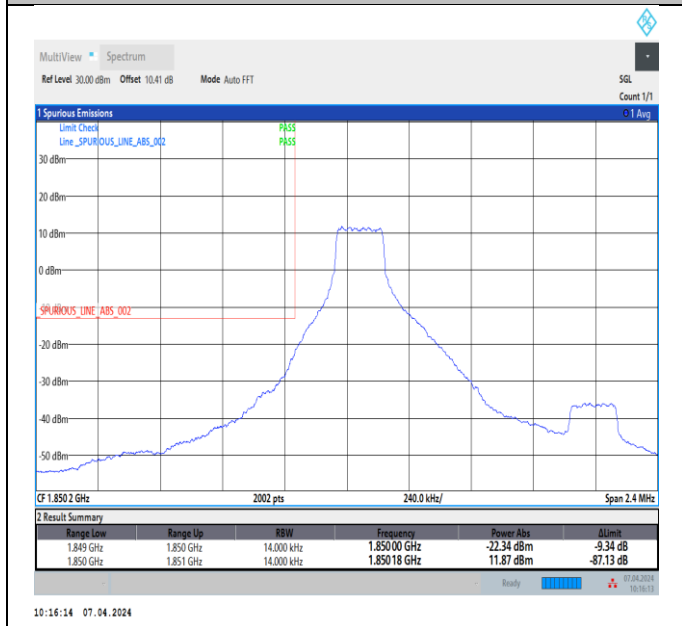 MultiView Spectrum
Ref Level 30.00 dBm Offset 10.41 dB Mode Auto FFT SGL
Count 1/1
1 Spurious Emissions 1 Avg
Limit Check PASS
Line _SPURIOUS_LINE_ABS_002 PASS
30 dBm
20 dBm
10 dBm
0 dBm
_SPURIOUS_LINE_ABS_002
-20 dBm
-30 dBm
-40 dBm
-50 dBm
CF 1.850 2 GHz 2002 pts 240.0 kHz/ Span 2.4 MHz
2 Result Summary
Range Low Range Up RBW Frequency Power Abs ΔLimit
1.849 GHz 1.850 GHz 14.000 kHz 1.85000 GHz -22.34 dBm -9.34 dB
1.850 GHz 1.851 GHz 14.000 kHz 1.85018 GHz 11.87 dBm -87.13 dB
Ready 07.04.2024
10:16:13
10:16:14 07.04.2024